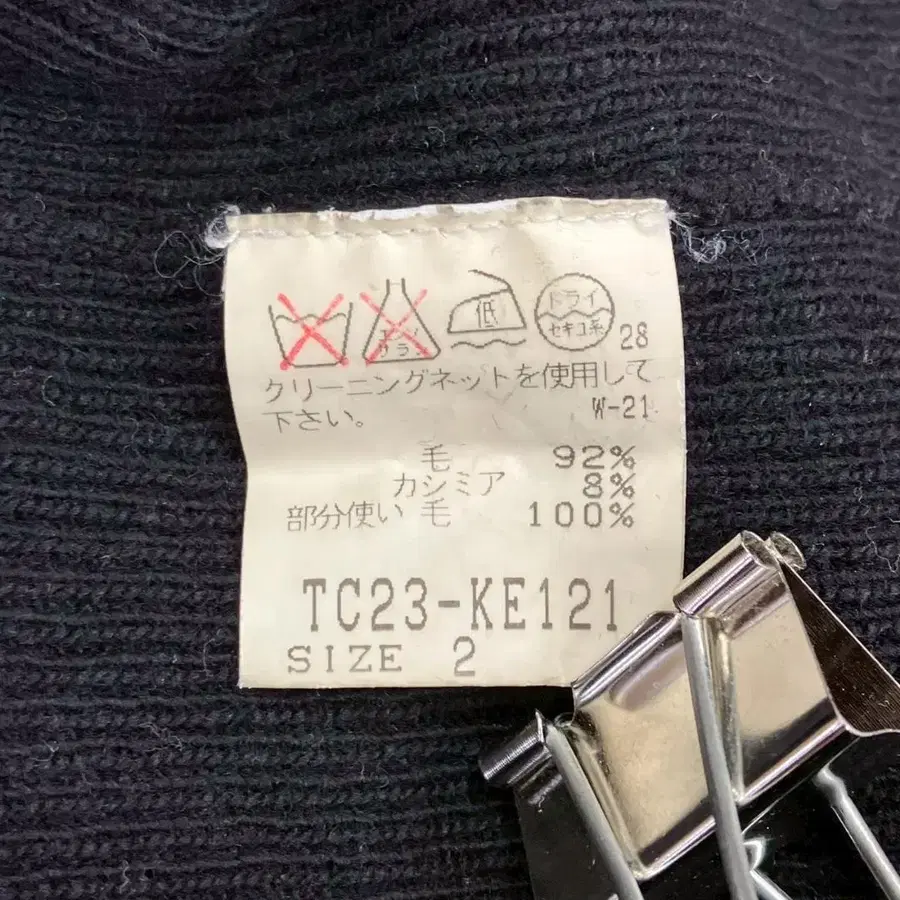 低
ドライ
セキユ系
28
クリーニングネットを使用して
下さい。 W-21
毛 92%
カシミア 8%
部分使い 毛 100%
TC23-KE121
SIZE 2